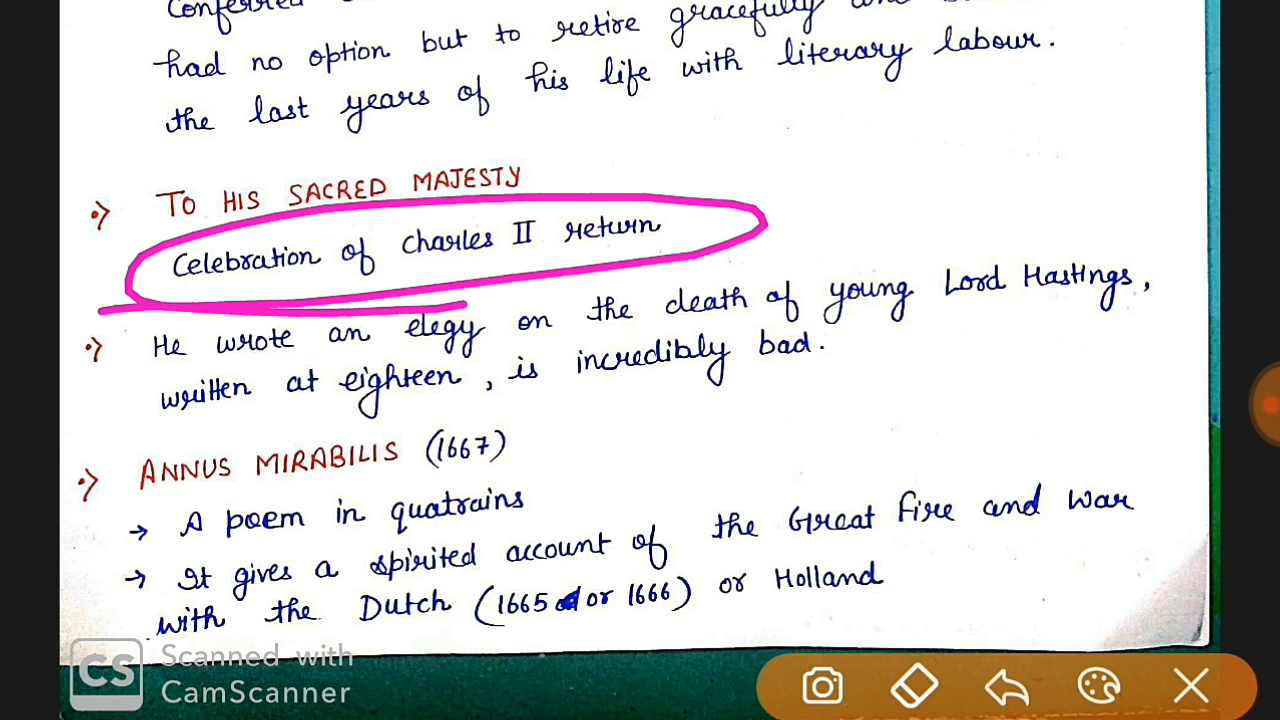 Conferred
had no option but to retire gracefully and
the last years of his life with literary labour.
TO HIS SACRED MAJESTY
Celebration of Charles II return
He wrote an elegy on the death of young Lord Hastings,
written at eighteen, is incredibly bad.
ANNUS MIRABILIS (1667)
→ A poem in quatrains
→ It gives a spirited account of the Great Fire and War
with the Dutch (1665 or 1666) or Holland
CS Scanned with
CamScanner